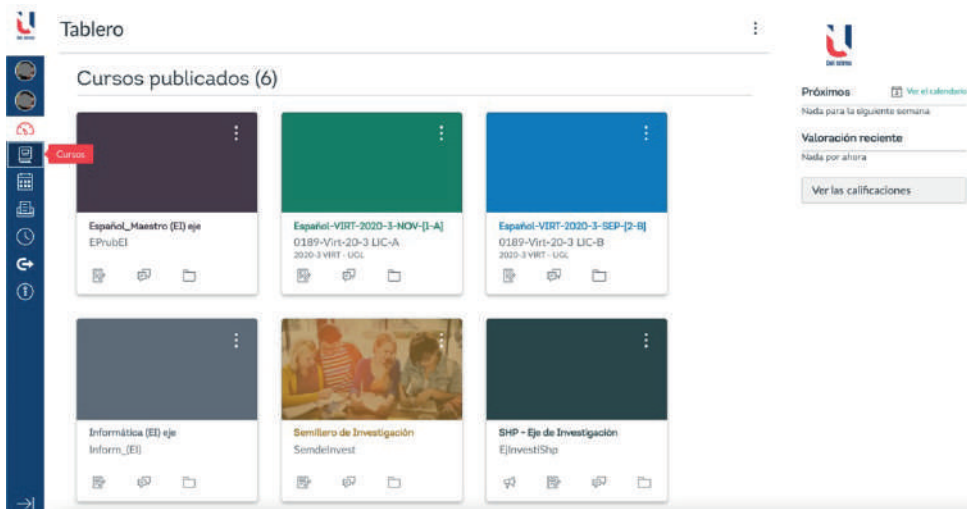 Tablero
Cursos publicados (6)
Cursos
Español_Maestro (EI) eje
EPrubEI
Español-VIRT-2020-3-NOV-[1-A]
0189-Virt-20-3 LIC-A
2020-3 VIRT - UGL
Español-VIRT-2020-3-SEP-[2-B]
0189-Virt-20-3 LIC-B
2020-3 VIRT - UGL
Informática (EI) eje
Inform_(EI)
Semillero de Investigación
SemdeInvest
SHP - Eje de Investigación
EjInvestiShp
Próximos
Ver el calendario
Nada para la siguiente semana
Valoración reciente
Nada por ahora
Ver las calificaciones